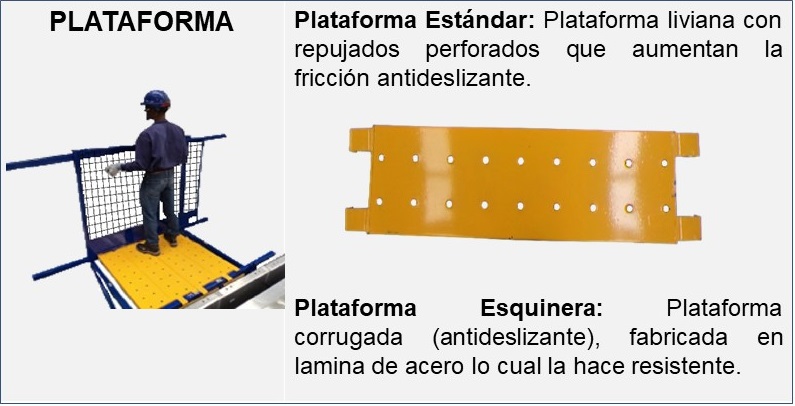 PLATAFORMA
Plataforma Estándar: Plataforma liviana con
repujados perforados que aumentan la
fricción antideslizante.
Plataforma Esquinera: Plataforma
corrugada (antideslizante), fabricada en
lamina de acero lo cual la hace resistente.